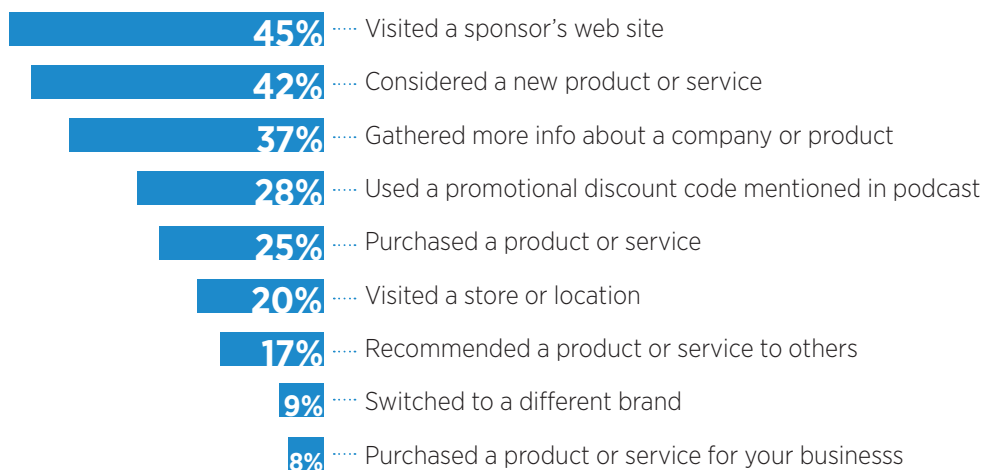 45% Visited a sponsor’s web site
42% Considered a new product or service
37% Gathered more info about a company or product
28% Used a promotional discount code mentioned in podcast
25% Purchased a product or service
20% Visited a store or location
17% Recommended a product or service to others
9% Switched to a different brand
8% Purchased a product or service for your businesss